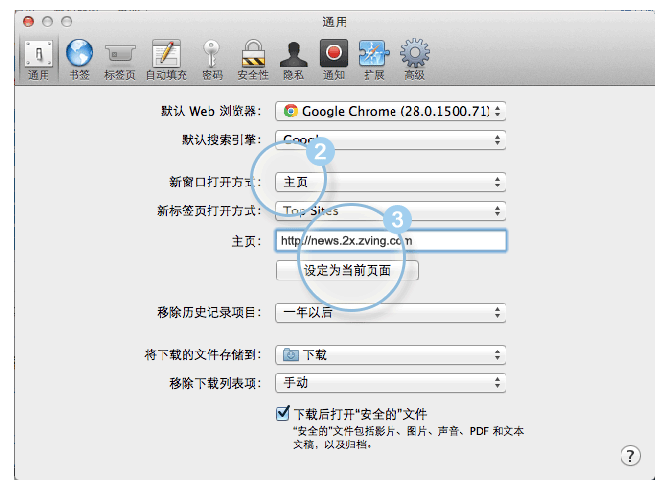 通用
通用 书签 标签页 自动填充 密码 安全性 隐私 通知 扩展 高级
默认 Web 浏览器： Google Chrome (28.0.1500.71)
默认搜索引擎： Google
2
新窗口打开方式： 主页
新标签页打开方式： Top Sites
3
主页： http://news.2x.zving.com
设定为当前页面
移除历史记录项目： 一年以后
将下载的文件存储到： 下载
移除下载列表项： 手动
下载后打开“安全的”文件
“安全的”文件包括影片、图片、声音、PDF 和文本
文稿，以及归档。
?